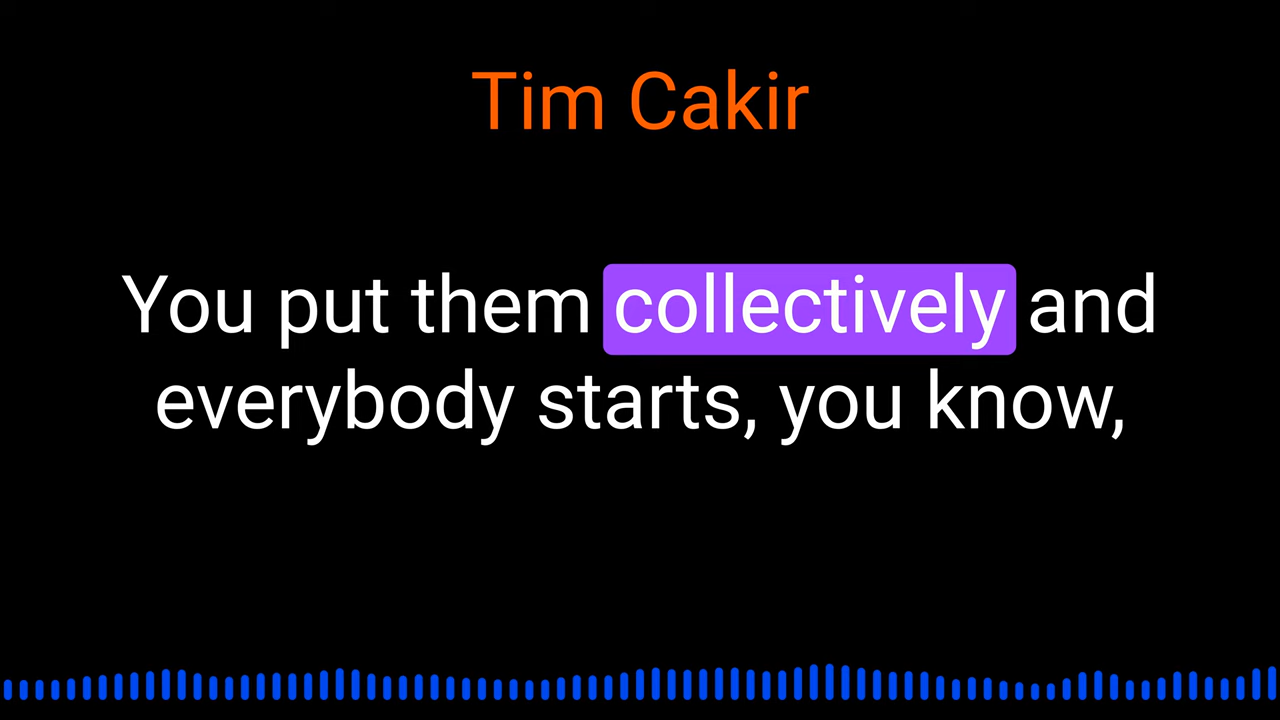 Tim Cakir
You put them collectively and
everybody starts, you know,